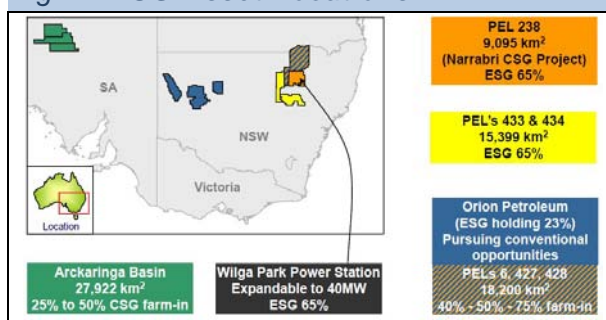 SA
NSW
Victoria
Location
PEL 238
9,095 km²
(Narrabri CSG Project)
ESG 65%
PEL's 433 & 434
15,399 km²
ESG 65%
Orion Petroleum
(ESG holding 23%)
Pursuing conventional
opportunities
PELs 6, 427, 428
18,200 km²
40% - 50% - 75% farm-in
Arckaringa Basin
27,922 km²
25% to 50% CSG farm-in
Wilga Park Power Station
Expandable to 40MW
ESG 65%